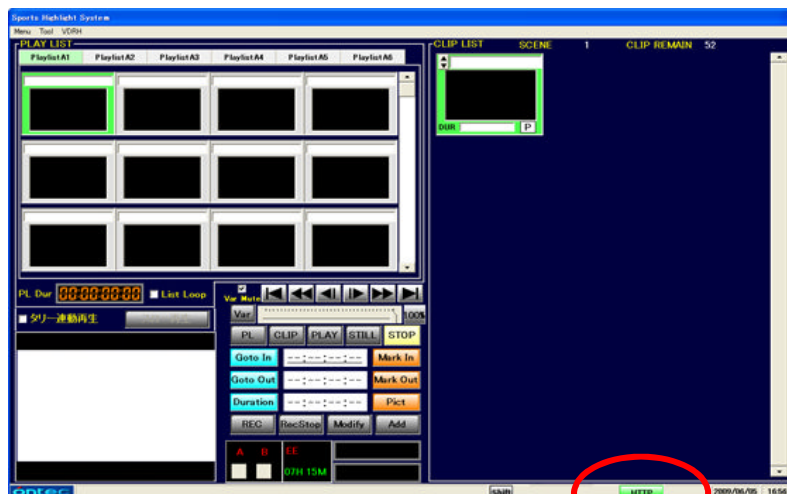 Sports Highlight System
Menu Tool VDRH
PLAY LIST
PlaylistA1 PlaylistA2 PlaylistA3 PlaylistA4 PlaylistA5 PlaylistA6
CLIP LIST SCENE 1 CLIP REMAIN 52
DUR P
PL Dur 00:00:00:00 List Loop
Var Mute
タリー連動再生
Var 100%
PL CLIP PLAY STILL STOP
Goto In --:--:--:-- Mark In
Goto Out --:--:--:-- Mark Out
Duration --:--:--:-- Pict
REC RecStop Modify Add
A B EE
07H 15M
Shift HTTP 2009/06/05 16:54